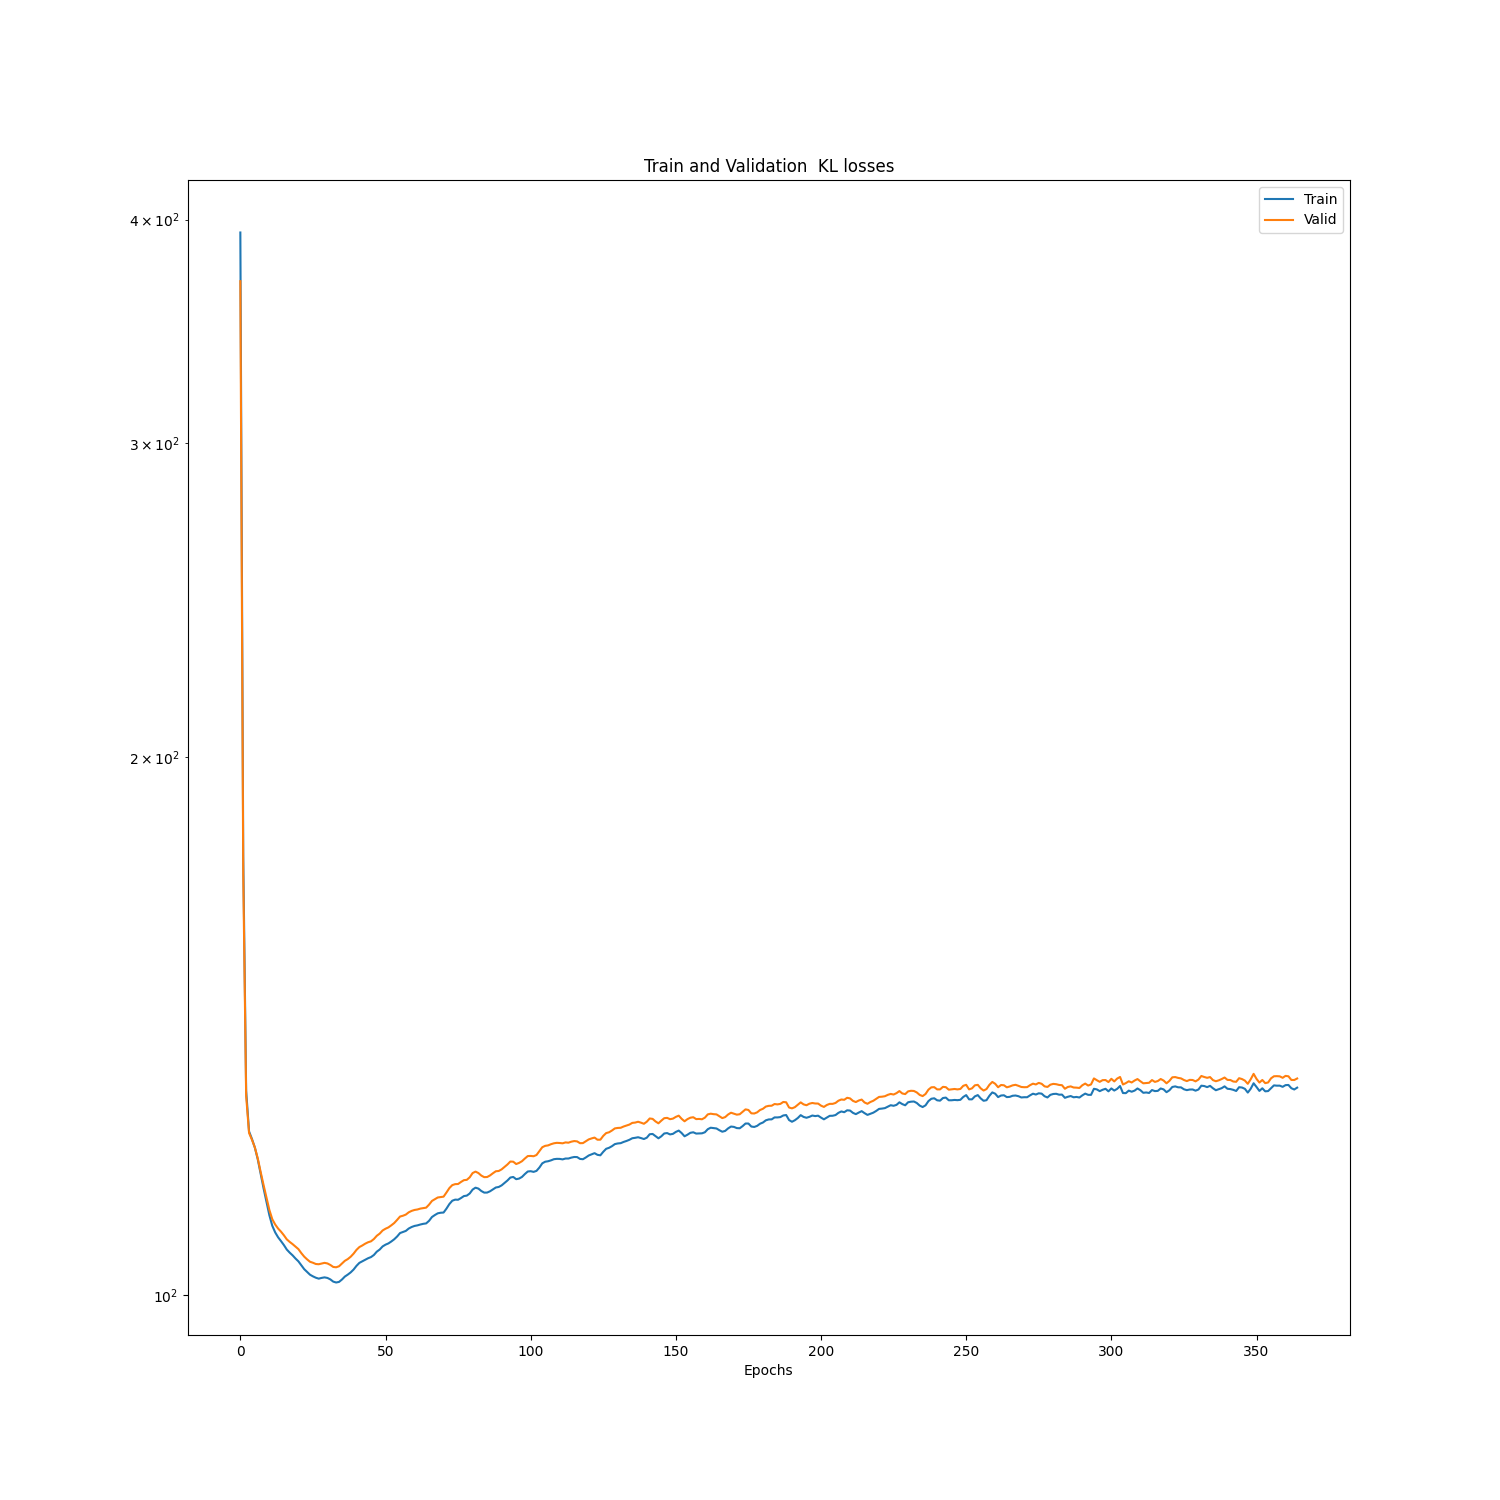 Train and Validation  KL losses
Train
Valid
4 × 10²
3 × 10²
2 × 10²
10²
0 50 100 150 200 250 300 350
Epochs